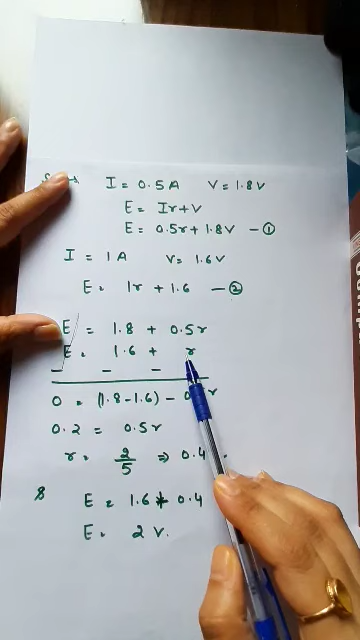 I = 0.5A V = 1.8V
E = Ir + V
E = 0.5r + 1.8V - ①
I = 1A V = 1.6V
E = 1r + 1.6 - ②
E = 1.8 + 0.5r
E = 1.6 + r
- - -
0 = (1.8 - 1.6) - 0 r
0.2 = 0.5r
r = 2/5 ⇒ 0.4
E = 1.6 + 0.4
E = 2 V.